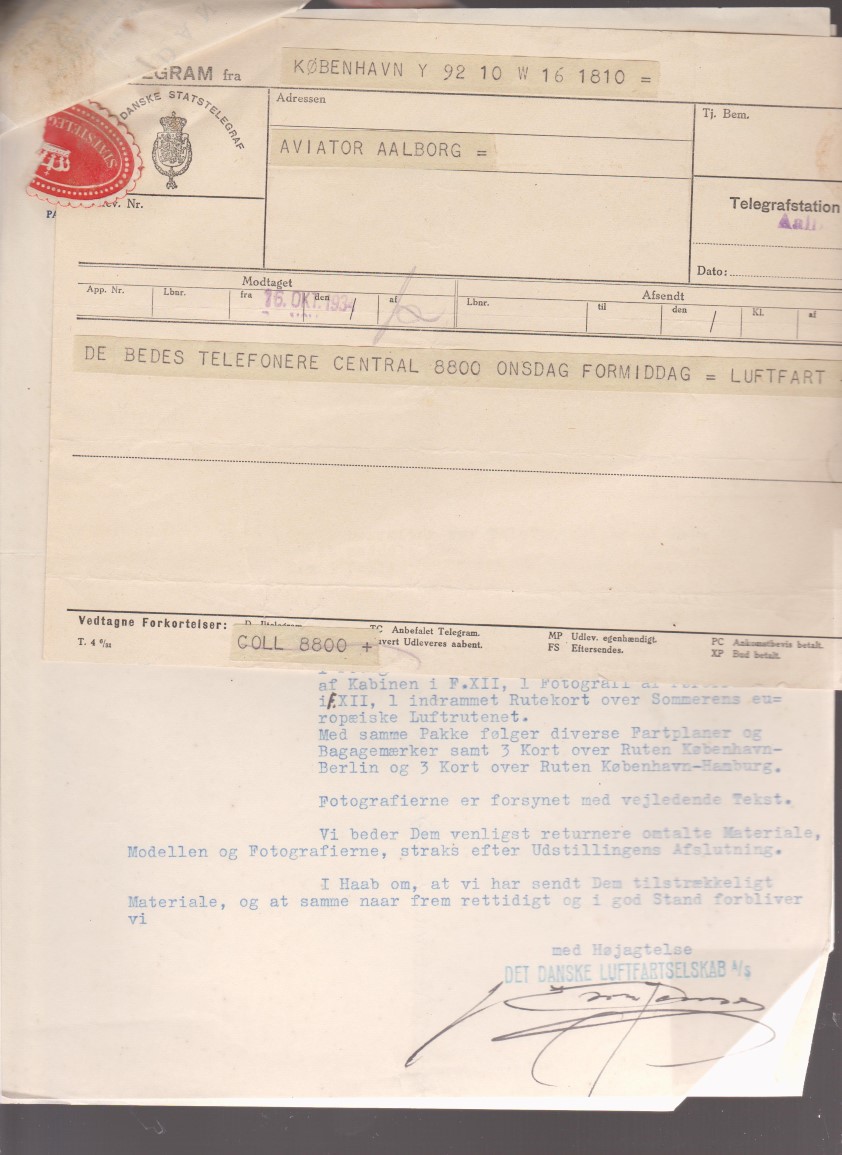 EGRAM fra
KØBENHAVN Y 92 10 W 16 1810 =
DANSKE STATSTELEGRAF
STATSTELEG
Adressen
Tj. Bem.
AVIATOR AALBORG =
Nr.
Telegrafstation
Dato:
Modtaget
Afsendt
App. Nr.
Lbnr.
fra
den
af
Lbnr.
til
den
Kl.
af
16. OKT. 1934
DE BEDES TELEFONERE CENTRAL 8800 ONSDAG FORMIDDAG = LUFTFART
Vedtagne Forkortelser:
TC Anbefalet Telegram.
Udleveres aabent.
MP Udlev. egenhændigt.
FS Eftersendes.
PC Ankomstbevis betalt.
XP Bud betalt.
T. 4
COLL 8800 +
af Kabinen i F.XII, 1 Fotografi af
i F.XII, 1 indrammet Rutekort over Sommerens eu=
ropæiske Luftrutenet.
Med samme Pakke følger diverse Fartplaner og
Bagagemærker samt 3 Kort over Ruten København-
Berlin og 3 Kort over Ruten København-Hamburg.
Fotografierne er forsynet med vejledende Tekst.
Vi beder Dem venligst returnere omtalte Materiale,
Modellen og Fotografierne, straks efter Udstillingens Afslutning.
I Haab om, at vi har sendt Dem tilstrækkeligt
Materiale, og at samme naar frem rettidigt og i god Stand forbliver
vi
med Højagtelse
DET DANSKE LUFTFARTSELSKAB A/S